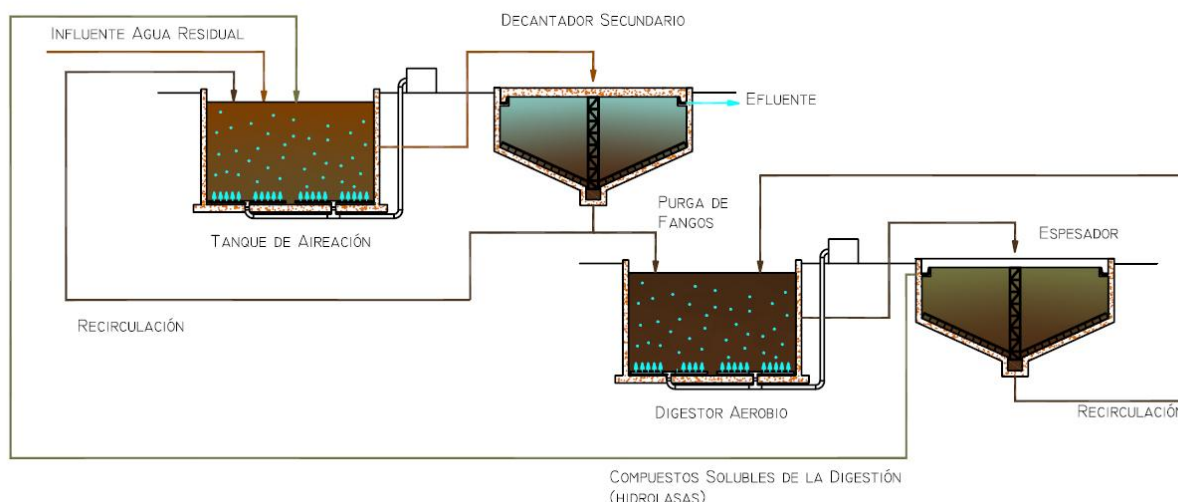 DECANTADOR SECUNDARIO
INFLUENTE AGUA RESIDUAL
EFLUENTE
PURGA DE
FANGOS
TANQUE DE AIREACIÓN
ESPESADOR
RECIRCULACIÓN
DIGESTOR AEROBIO
RECIRCULACIÓN
COMPUESTOS SOLUBLES DE LA DIGESTIÓN
(HIDROLASAS)